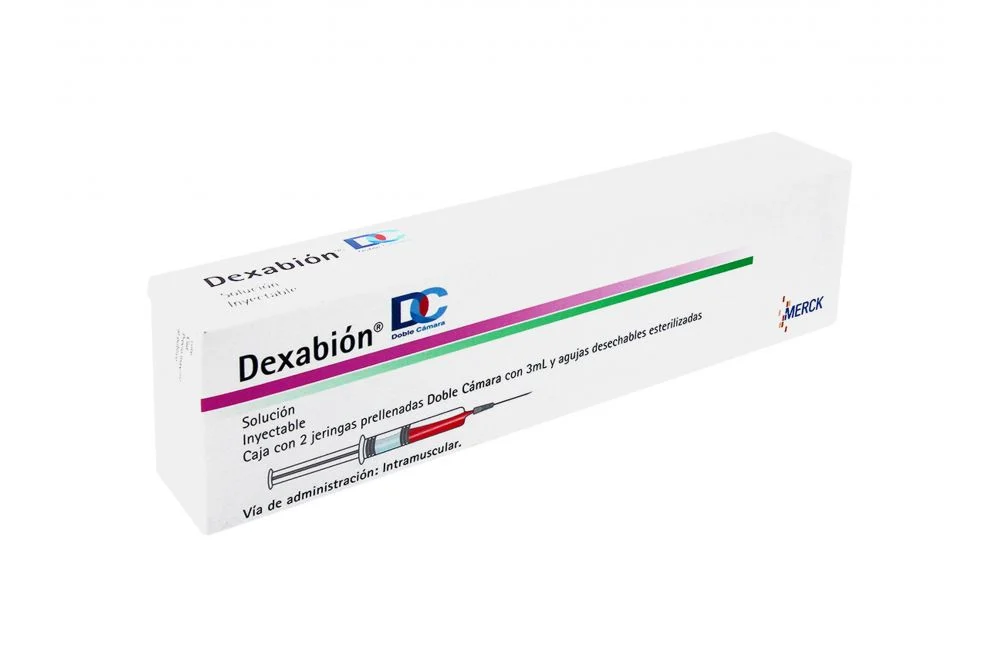 Dexabión® DC
Solución
Inyectable
Dexabión® DC
Doble Cámara
Solución
Inyectable
Caja con 2 jeringas prellenadas Doble Cámara con 3mL y agujas desechables esterilizadas
Vía de administración: Intramuscular.
MERCK